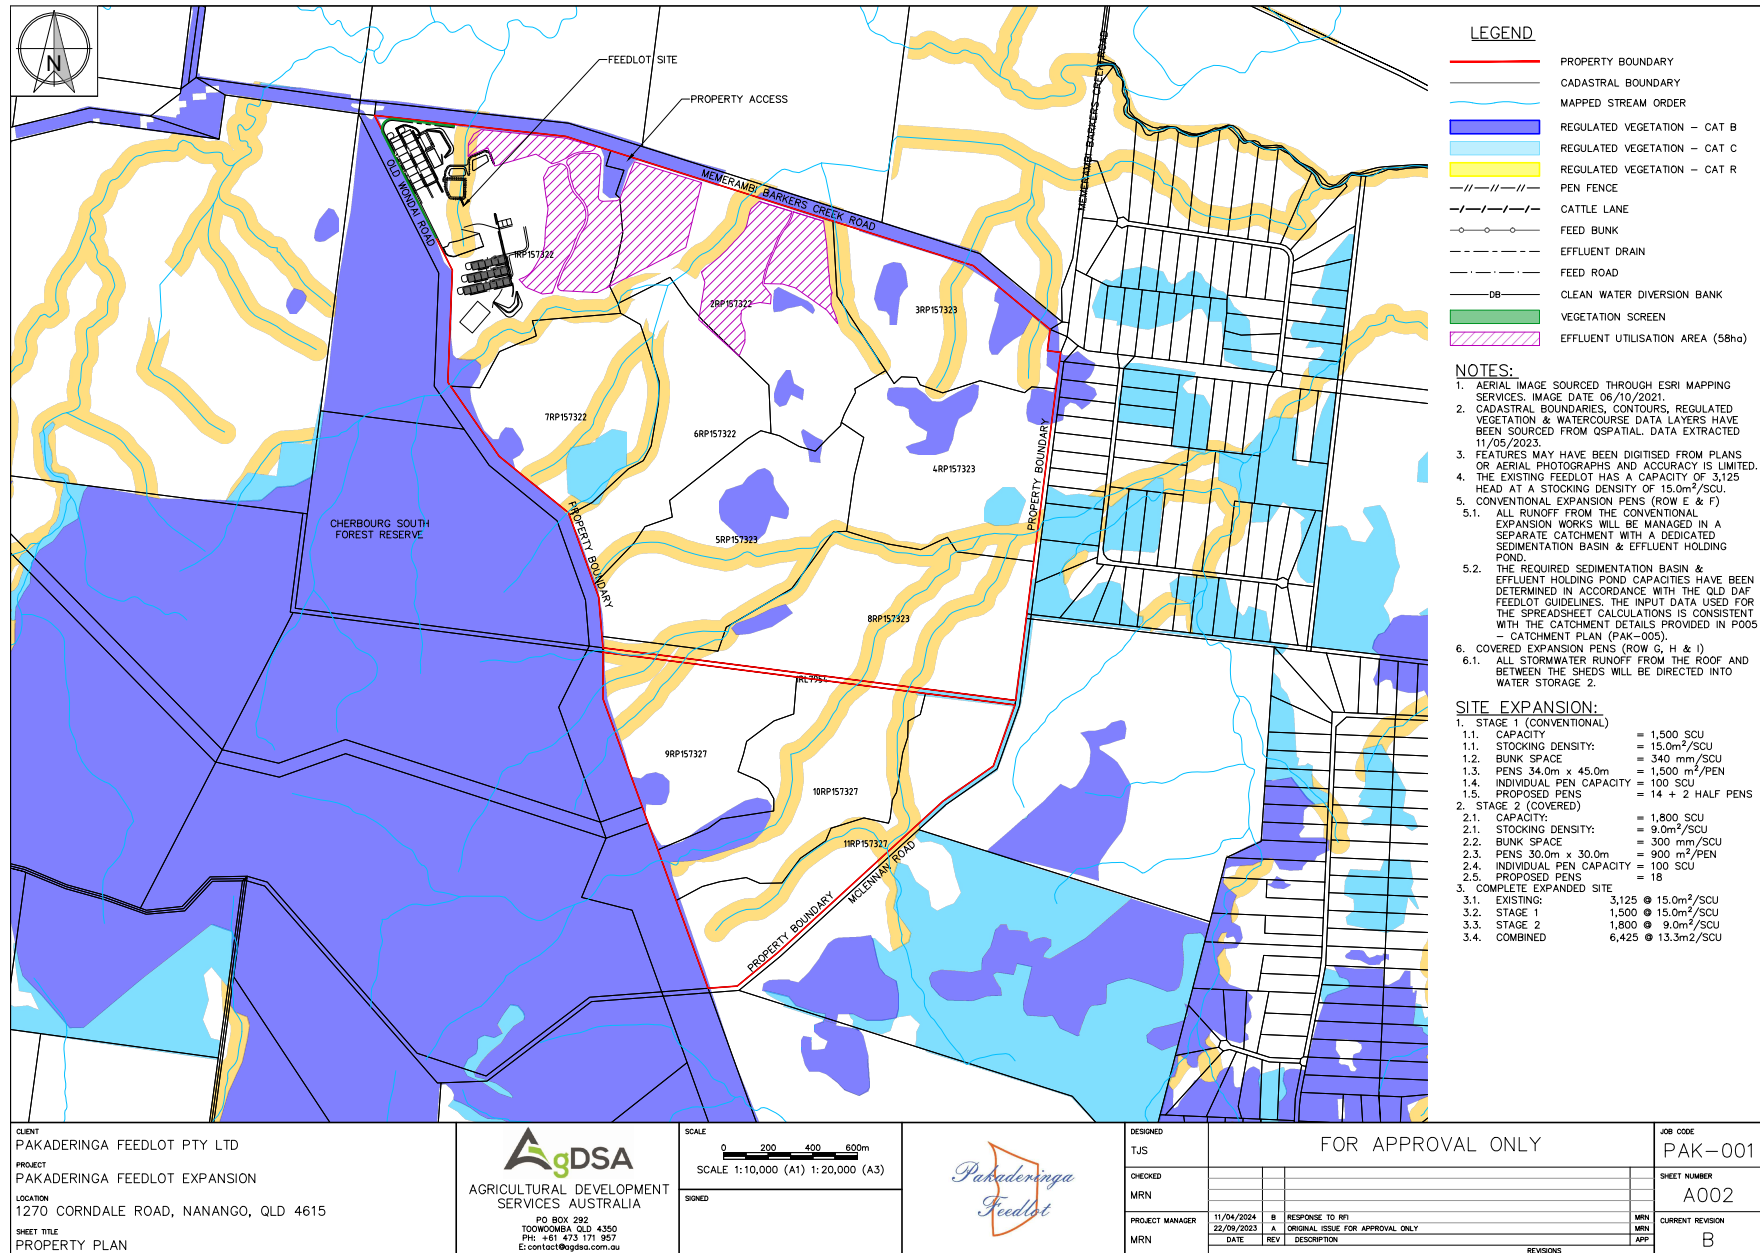 N
FEEDLOT SITE
PROPERTY ACCESS
OLD WONDAI ROAD
MEMERAMBI BARKERS CREEK ROAD
MEMERAMBI BARKERS CREEK ROAD
1RP157322
2RP157322
3RP157323
7RP157322
6RP157322
4RP157323
5RP157323
8RP157323
9RP157327
10RP157327
11RP157327
CHERBOURG SOUTH
FOREST RESERVE
PROPERTY BOUNDARY
PROPERTY BOUNDARY
PROPERTY BOUNDARY
MCLENNAN ROAD
LEGEND
PROPERTY BOUNDARY
CADASTRAL BOUNDARY
MAPPED STREAM ORDER
REGULATED VEGETATION - CAT B
REGULATED VEGETATION - CAT C
REGULATED VEGETATION - CAT R
PEN FENCE
CATTLE LANE
FEED BUNK
EFFLUENT DRAIN
FEED ROAD
DB
CLEAN WATER DIVERSION BANK
VEGETATION SCREEN
EFFLUENT UTILISATION AREA (58ha)
NOTES:
1. AERIAL IMAGE SOURCED THROUGH ESRI MAPPING
SERVICES. IMAGE DATE 06/10/2021.
2. CADASTRAL BOUNDARIES, CONTOURS, REGULATED
VEGETATION & WATERCOURSE DATA LAYERS HAVE
BEEN SOURCED FROM QSPATIAL. DATA EXTRACTED
11/05/2023.
3. FEATURES MAY HAVE BEEN DIGITISED FROM PLANS
OR AERIAL PHOTOGRAPHS AND ACCURACY IS LIMITED.
4. THE EXISTING FEEDLOT HAS A CAPACITY OF 3,125
HEAD AT A STOCKING DENSITY OF 15.0m²/SCU.
5. CONVENTIONAL EXPANSION PENS (ROW E & F)
5.1. ALL RUNOFF FROM THE CONVENTIONAL
EXPANSION WORKS WILL BE MANAGED IN A
SEPARATE CATCHMENT WITH A DEDICATED
SEDIMENTATION BASIN & EFFLUENT HOLDING
POND.
5.2. THE REQUIRED SEDIMENTATION BASIN &
EFFLUENT HOLDING POND CAPACITIES HAVE BEEN
DETERMINED IN ACCORDANCE WITH THE QLD DAF
FEEDLOT GUIDELINES. THE INPUT DATA USED FOR
THE SPREADSHEET CALCULATIONS IS CONSISTENT
WITH THE CATCHMENT DETAILS PROVIDED IN P005
- CATCHMENT PLAN (PAK-005).
6. COVERED EXPANSION PENS (ROW G, H & I)
6.1. ALL STORMWATER RUNOFF FROM THE ROOF AND
BETWEEN THE SHEDS WILL BE DIRECTED INTO
WATER STORAGE 2.
SITE EXPANSION:
1. STAGE 1 (CONVENTIONAL)
1.1. CAPACITY = 1,500 SCU
1.1. STOCKING DENSITY: = 15.0m²/SCU
1.2. BUNK SPACE = 340 mm/SCU
1.3. PENS 34.0m x 45.0m = 1,500 m²/PEN
1.4. INDIVIDUAL PEN CAPACITY = 100 SCU
1.5. PROPOSED PENS = 14 + 2 HALF PENS
2. STAGE 2 (COVERED)
2.1. CAPACITY: = 1,800 SCU
2.1. STOCKING DENSITY: = 9.0m²/SCU
2.2. BUNK SPACE = 300 mm/SCU
2.3. PENS 30.0m x 30.0m = 900 m²/PEN
2.4. INDIVIDUAL PEN CAPACITY = 100 SCU
2.5. PROPOSED PENS = 18
3. COMPLETE EXPANDED SITE
3.1. EXISTING: 3,125 @ 15.0m²/SCU
3.2. STAGE 1 1,500 @ 15.0m²/SCU
3.3. STAGE 2 1,800 @ 9.0m²/SCU
3.4. COMBINED 6,425 @ 13.3m2/SCU
CLIENT
PAKADERINGA FEEDLOT PTY LTD
PROJECT
PAKADERINGA FEEDLOT EXPANSION
LOCATION
1270 CORNDALE ROAD, NANANGO, QLD 4615
SHEET TITLE
PROPERTY PLAN
AgDSA
AGRICULTURAL DEVELOPMENT
SERVICES AUSTRALIA
PO BOX 292
TOOWOOMBA QLD 4350
PH: +61 473 171 957
E: contact@agdsa.com.au
SCALE
0 200 400 600m
SCALE 1:10,000 (A1) 1:20,000 (A3)
SIGNED
Pakaderinga
Feedlot
DESIGNED
TJS
CHECKED
MRN
PROJECT MANAGER
MRN
FOR APPROVAL ONLY
11/04/2024 B RESPONSE TO RFI MRN
22/09/2023 A ORIGINAL ISSUE FOR APPROVAL ONLY MRN
DATE REV DESCRIPTION APP
REVISIONS
JOB CODE
PAK-001
SHEET NUMBER
A002
CURRENT REVISION
B